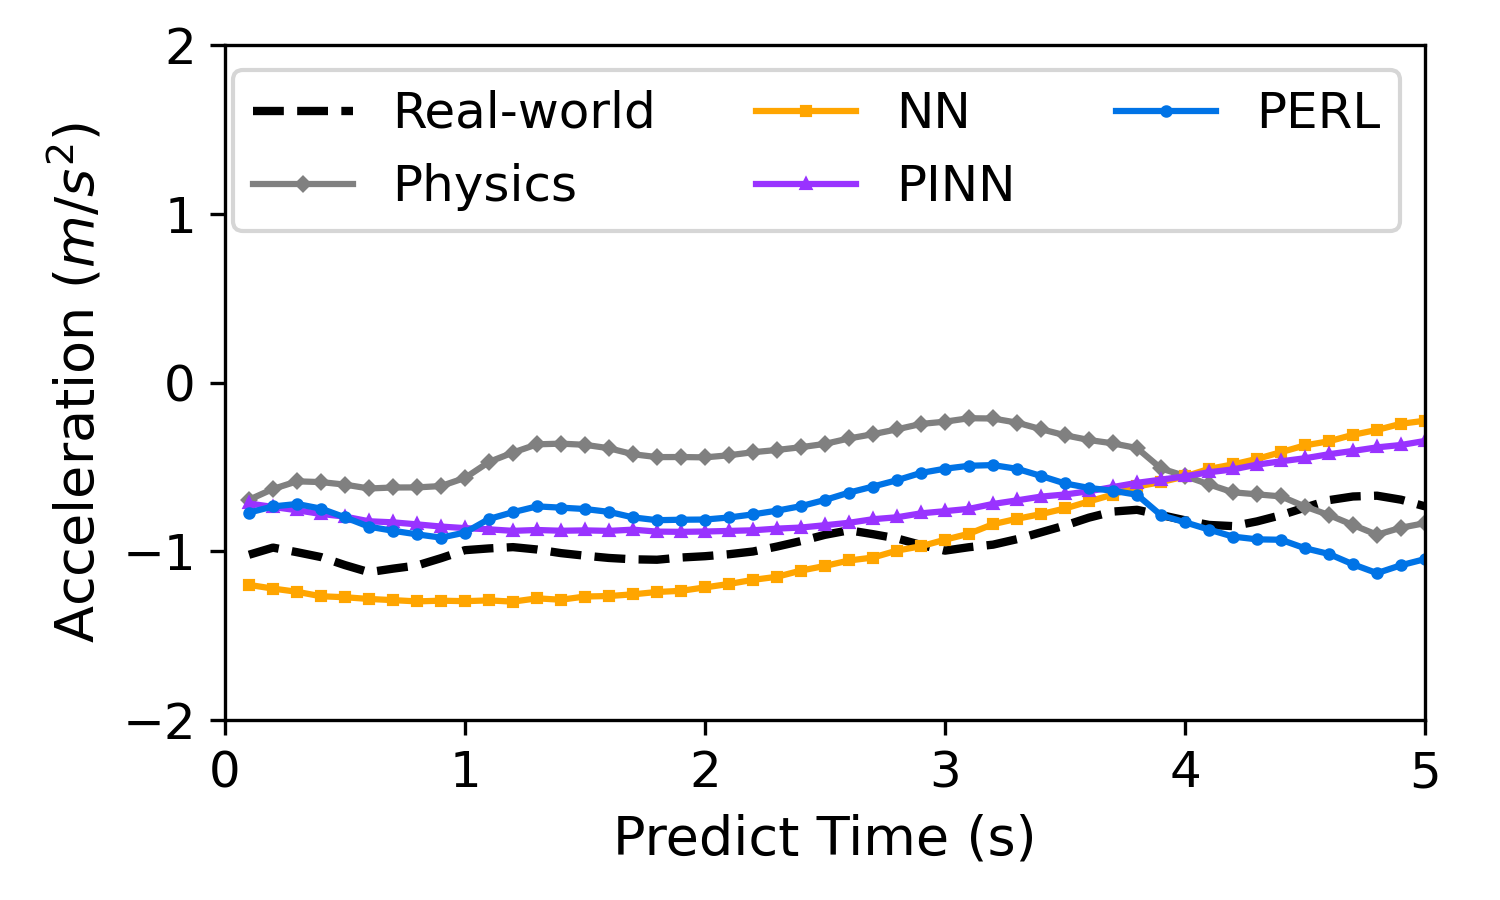 Acceleration (m/s²)
2
1
0
−1
−2
Real-world
Physics
NN
PINN
PERL
0 1 2 3 4 5
Predict Time (s)